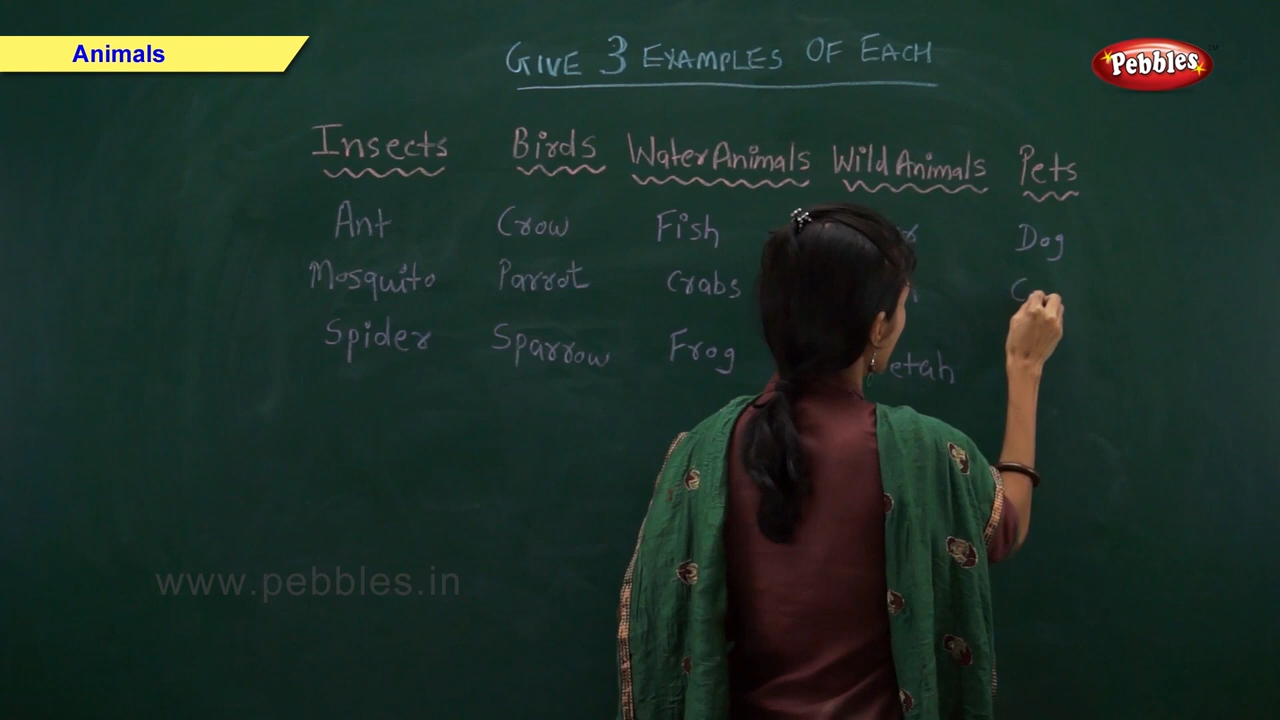 Animals
GIVE 3 EXAMPLES OF EACH
Pebbles
Insects Birds Water Animals Wild Animals Pets
Ant Crow Fish Dog
Mosquito Parrot Crabs
Spider Sparrow Frog
www.pebbles.in